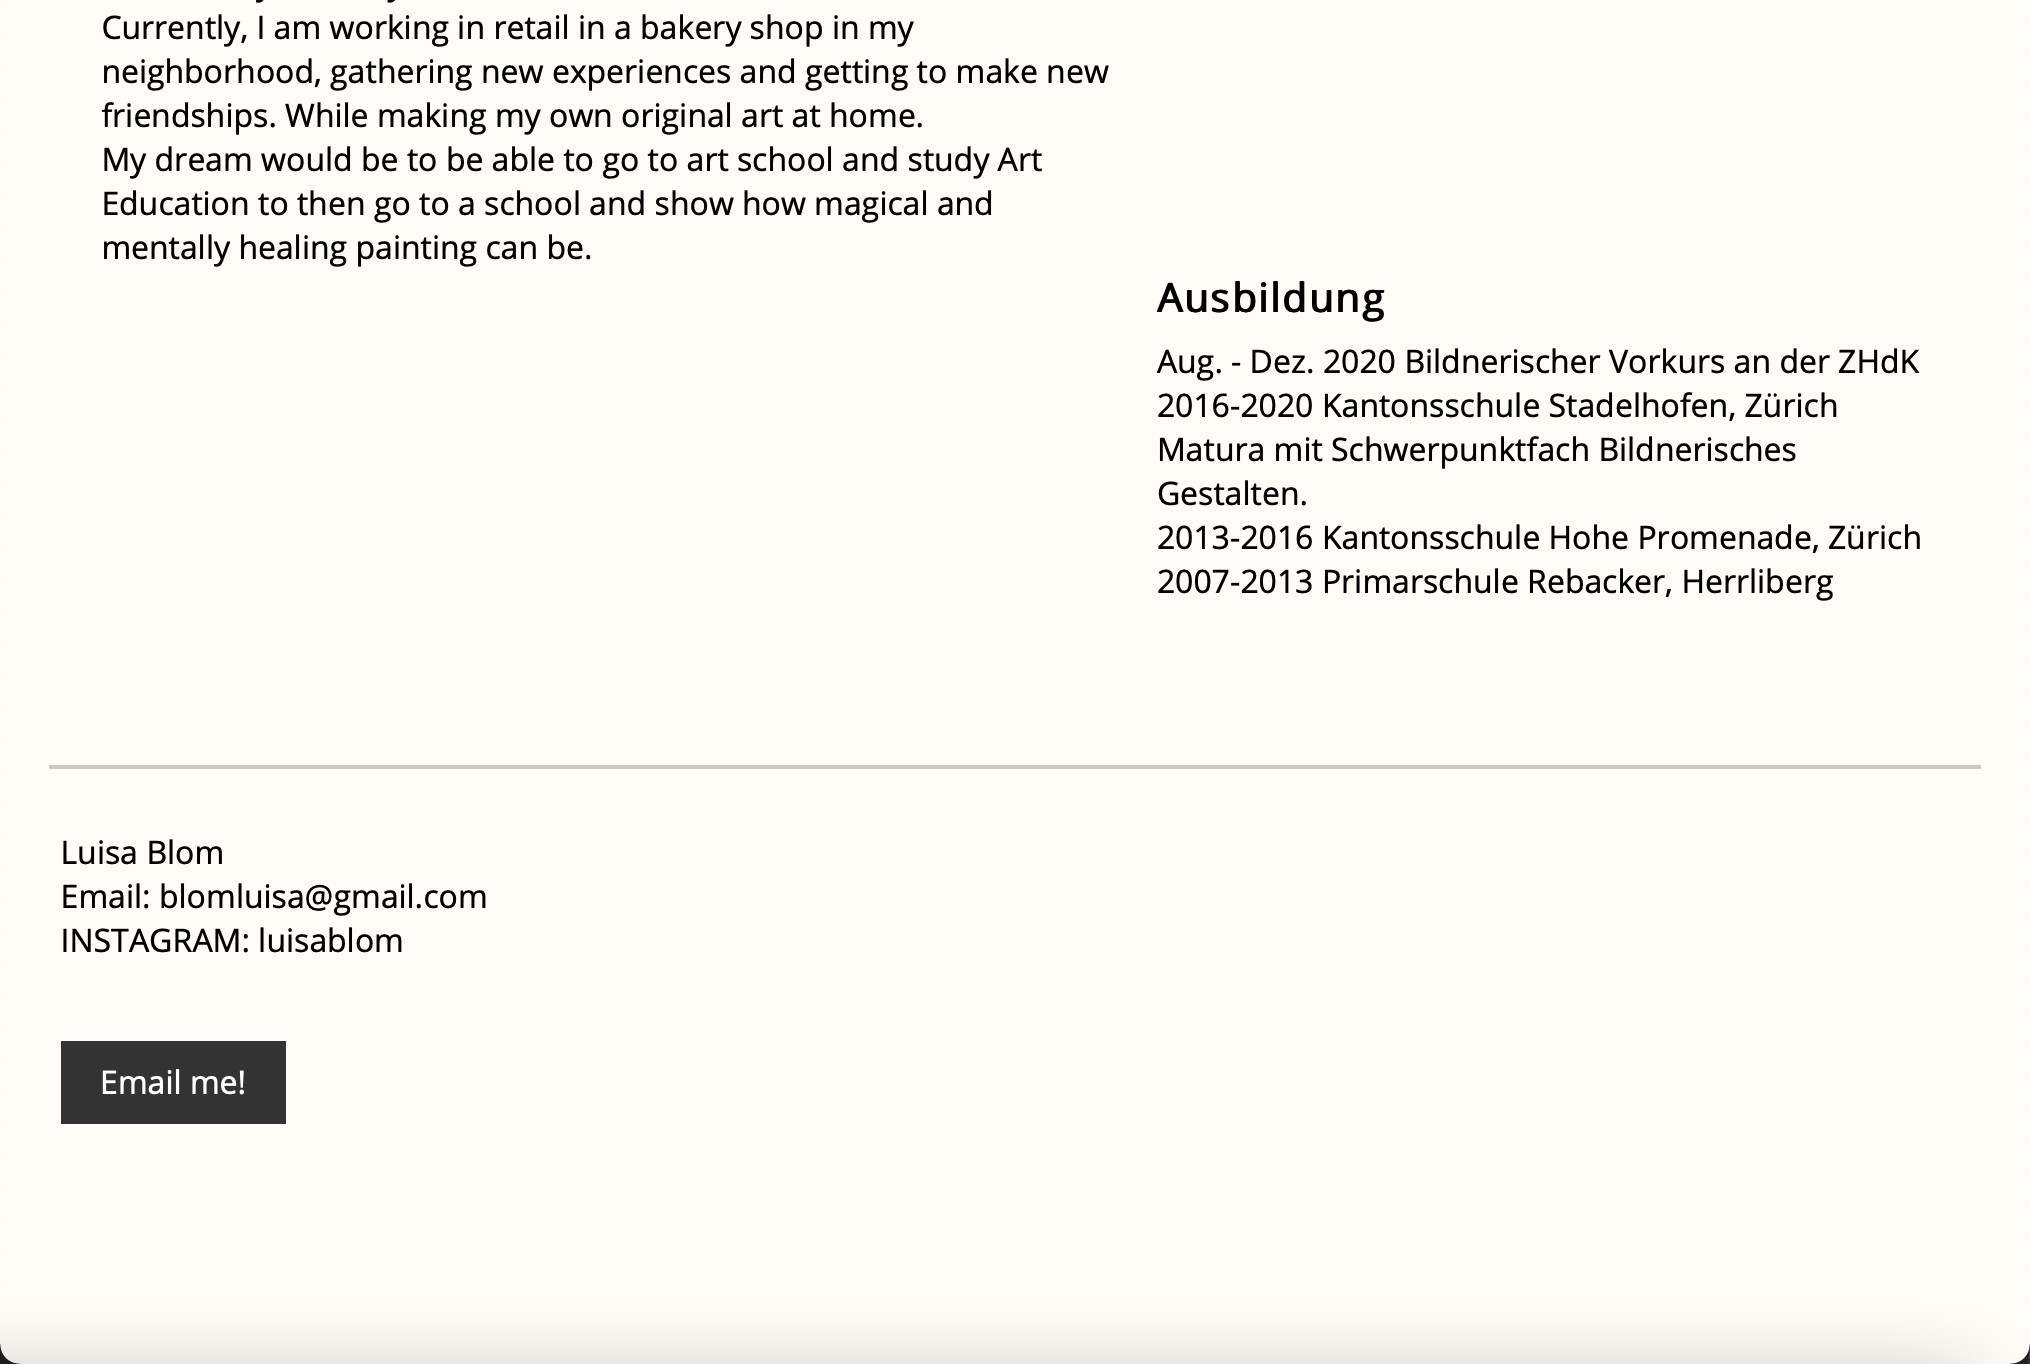 Currently, I am working in retail in a bakery shop in my
neighborhood, gathering new experiences and getting to make new
friendships. While making my own original art at home.
My dream would be to be able to go to art school and study Art
Education to then go to a school and show how magical and
mentally healing painting can be.
Ausbildung
Aug. - Dez. 2020 Bildnerischer Vorkurs an der ZHdK
2016-2020 Kantonsschule Stadelhofen, Zürich
Matura mit Schwerpunktfach Bildnerisches
Gestalten.
2013-2016 Kantonsschule Hohe Promenade, Zürich
2007-2013 Primarschule Rebacker, Herrliberg
Luisa Blom
Email: blomluisa@gmail.com
INSTAGRAM: luisablom
Email me!